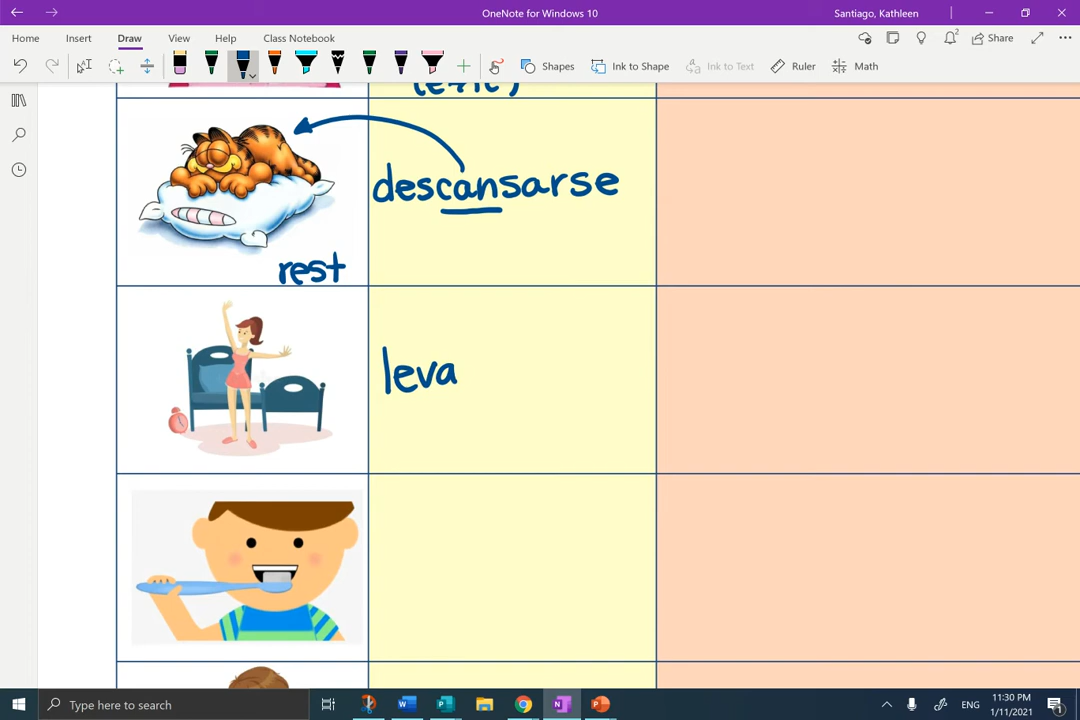 OneNote for Windows 10
Santiago, Kathleen
Home Insert Draw View Help Class Notebook
2 Share
Shapes Ink to Shape Ink to Text Ruler Math
descansarse
rest
leva
Type here to search
ENG
11:30 PM
1/11/2021